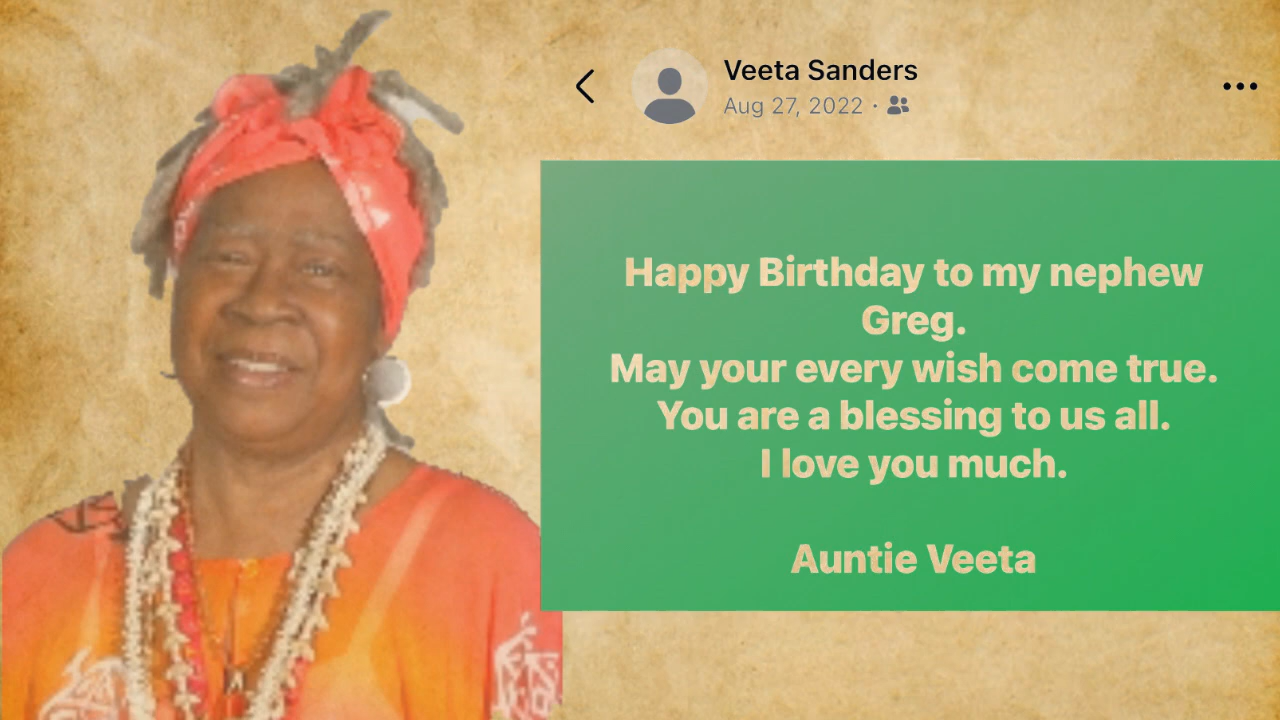 Veeta Sanders
Aug 27, 2022 ·
Happy Birthday to my nephew
Greg.
May your every wish come true.
You are a blessing to us all.
I love you much.
Auntie Veeta